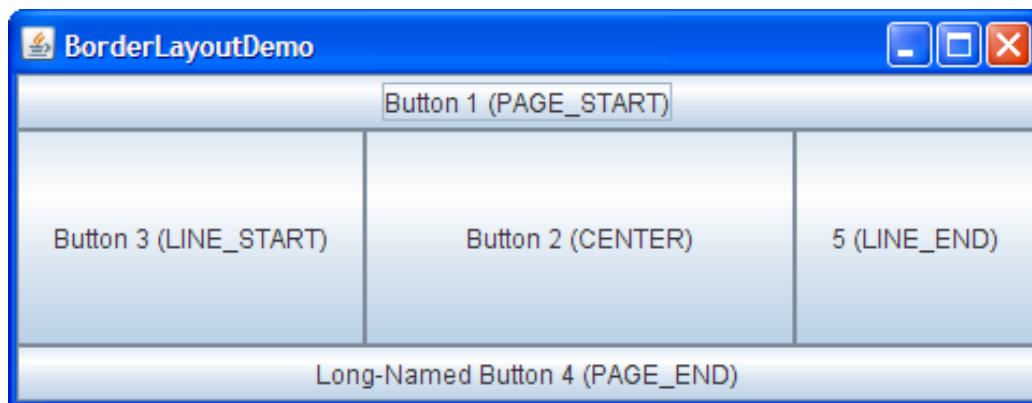 BorderLayoutDemo
Button 1 (PAGE_START)
Button 3 (LINE_START)
Button 2 (CENTER)
5 (LINE_END)
Long-Named Button 4 (PAGE_END)